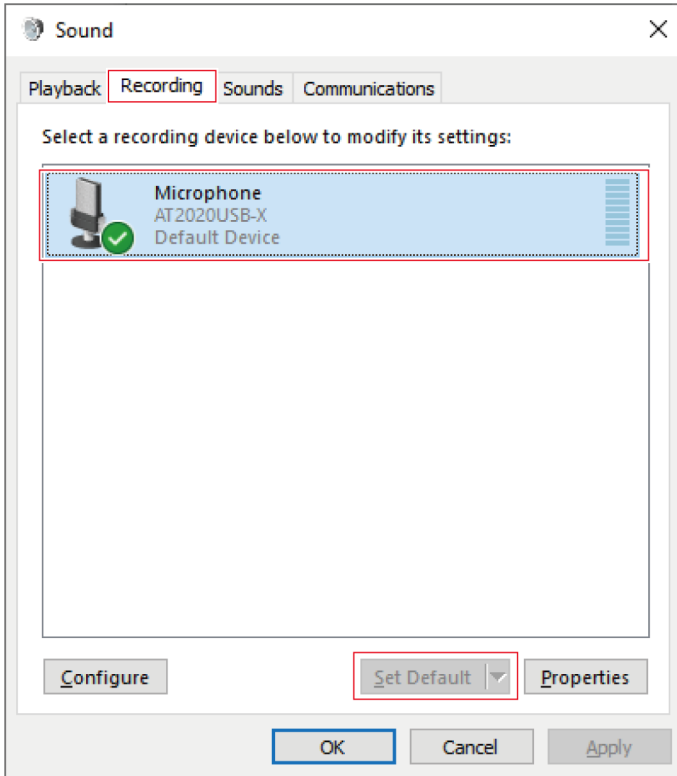 Sound
Playback Recording Sounds Communications
Select a recording device below to modify its settings:
Microphone
AT2020USB-X
Default Device
Configure Set Default Properties
OK Cancel Apply